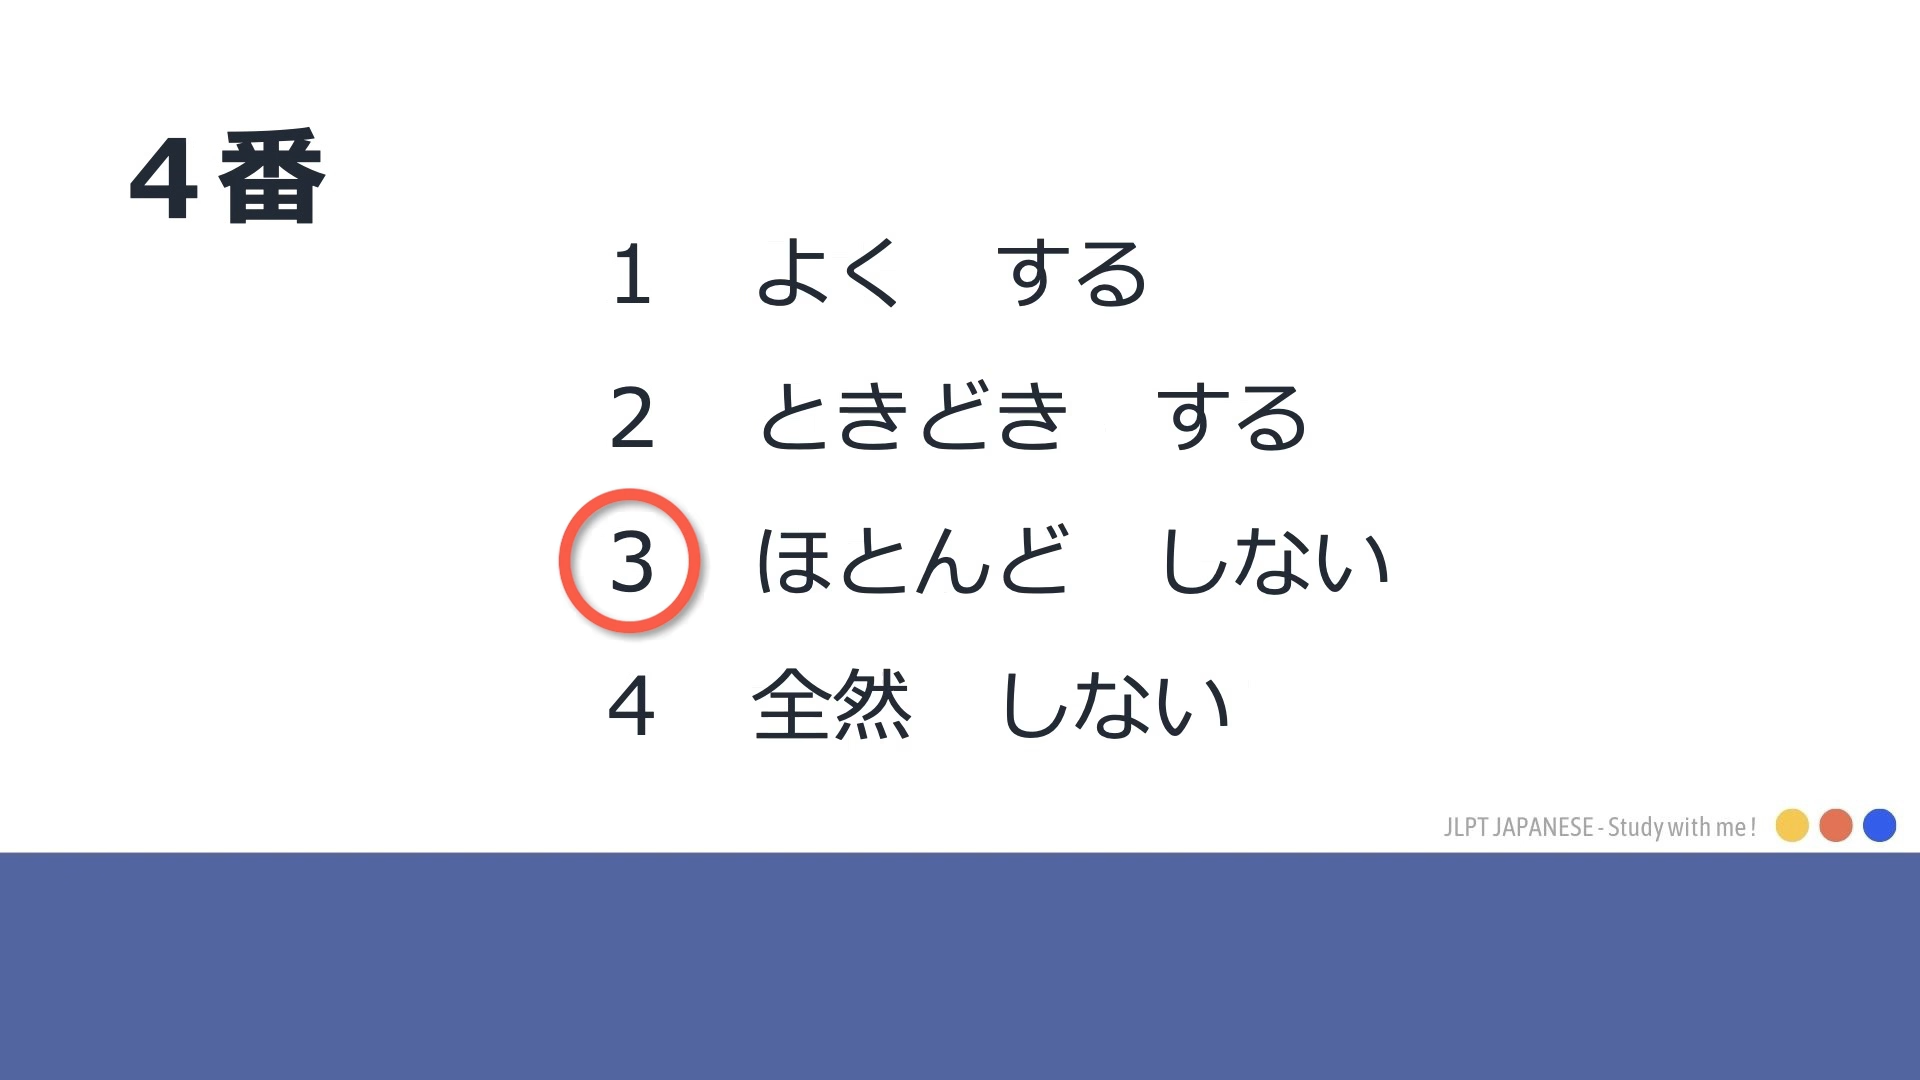 ４番
1　よく　する
2　ときどき　する
3　ほとんど　しない
4　全然　しない
JLPT JAPANESE - Study with me !